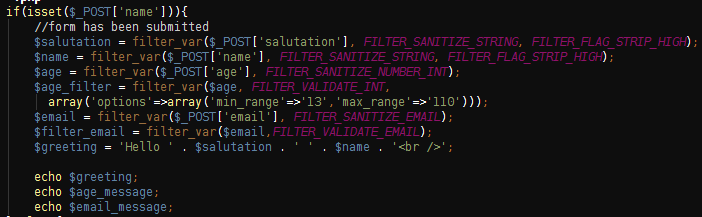 if(isset($_POST['name'])){
//form has been submitted
$salutation = filter_var($_POST['salutation'], FILTER_SANITIZE_STRING, FILTER_FLAG_STRIP_HIGH);
$name = filter_var($_POST['name'], FILTER_SANITIZE_STRING, FILTER_FLAG_STRIP_HIGH);
$age = filter_var($_POST['age'], FILTER_SANITIZE_NUMBER_INT);
$age_filter = filter_var($age, FILTER_VALIDATE_INT,
array('options'=>array('min_range'=>'13','max_range'=>'110')));
$email = filter_var($_POST['email'], FILTER_SANITIZE_EMAIL);
$filter_email = filter_var($email,FILTER_VALIDATE_EMAIL);
$greeting = 'Hello ' . $salutation . ' ' . $name . '<br />';
echo $greeting;
echo $age_message;
echo $email_message;